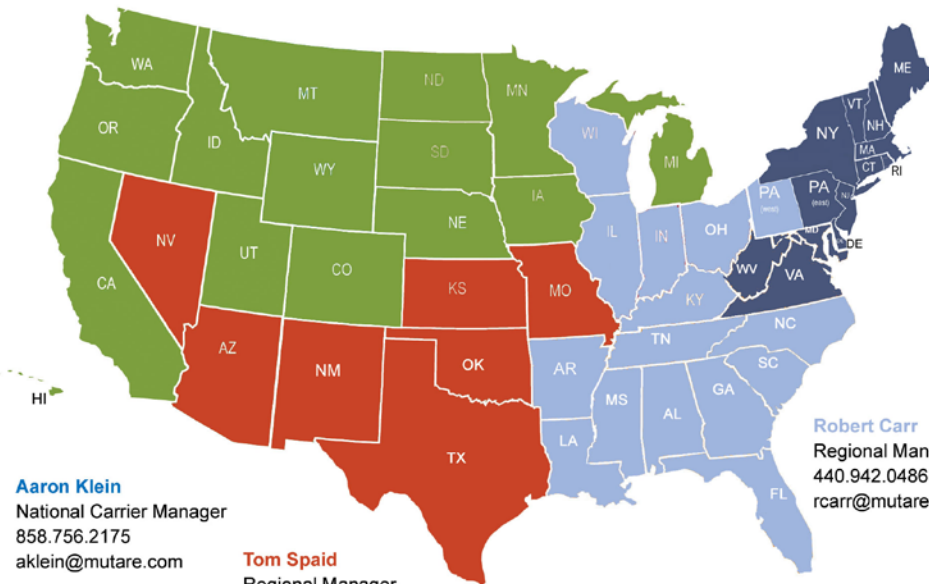 WA
MT
ND
MN
ME
OR
ID
SD
WI
VT
NH
NY
MA
CT
RI
WY
MI
IA
NE
PA
(west)
PA
(east)
NJ
NV
UT
CO
IL
IN
OH
MD
DE
WV
VA
CA
KS
MO
KY
NC
TN
SC
AZ
NM
OK
AR
MS
AL
GA
HI
TX
LA
FL
Robert Carr
Regional Man
440.942.0486
rcarr@mutare
Aaron Klein
National Carrier Manager
858.756.2175
aklein@mutare.com
Tom Spaid
Regional Manager